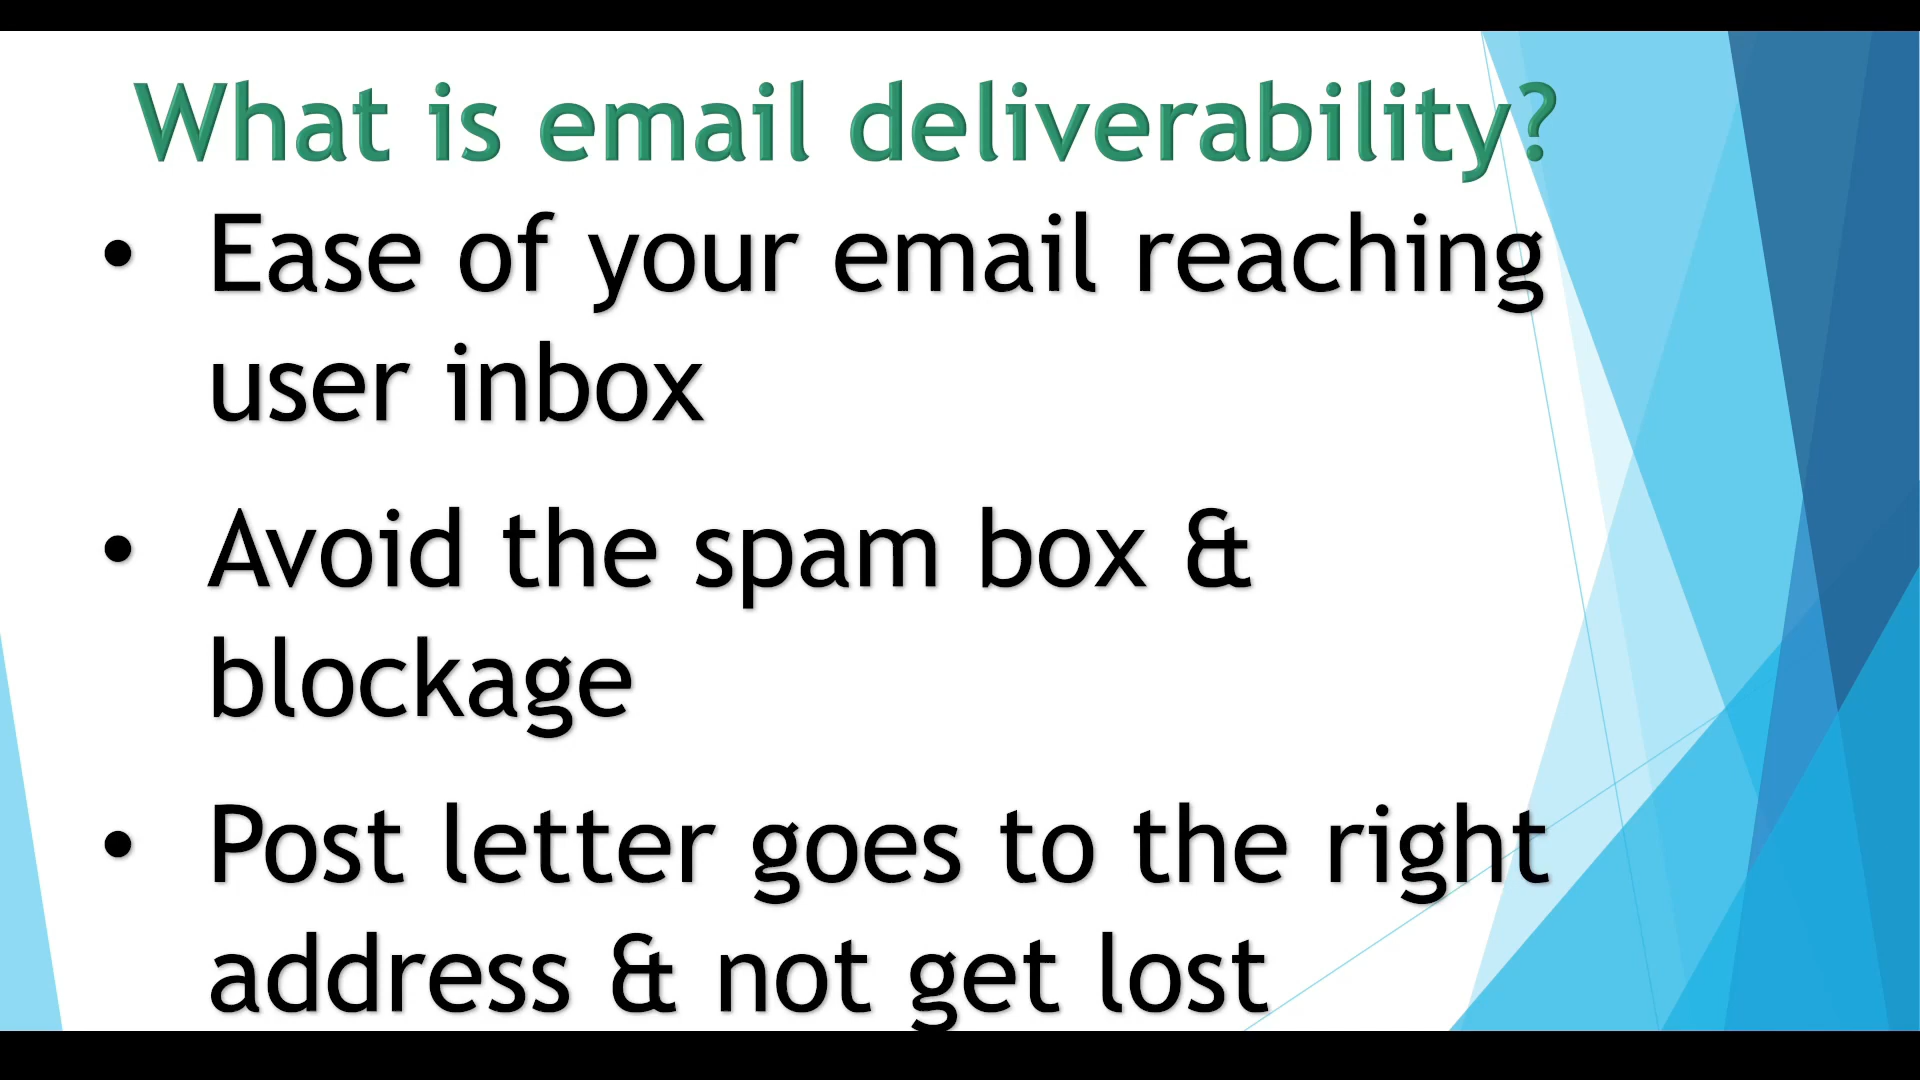 What is email deliverability?
• Ease of your email reaching
user inbox
• Avoid the spam box &
blockage
• Post letter goes to the right
address & not get lost